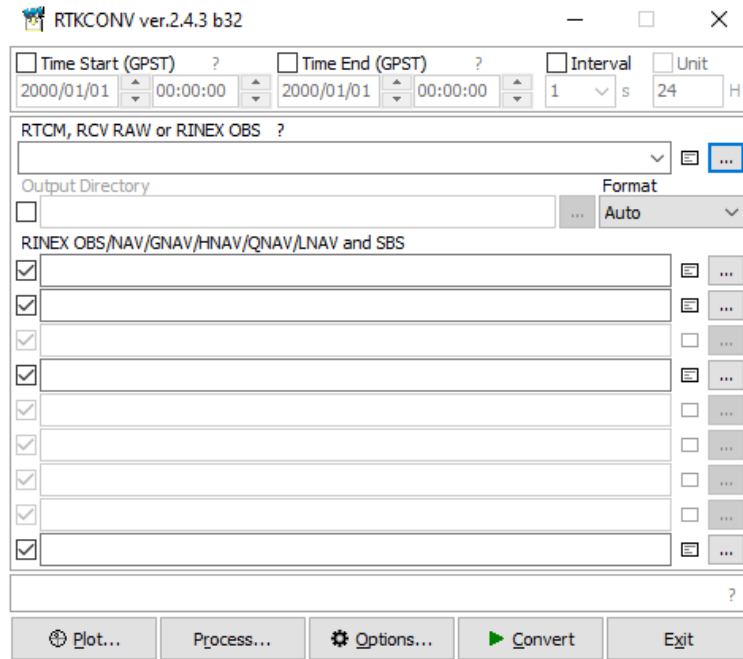 RTKCONV ver.2.4.3 b32
Time Start (GPST) ? Time End (GPST) ? Interval Unit
2000/01/01 00:00:00 2000/01/01 00:00:00 1 s 24 H
RTCM, RCV RAW or RINEX OBS ?
...
Output Directory Format
... Auto
RINEX OBS/NAV/GNAV/HNAV/QNAV/LNAV and SBS
...
...
...
...
...
...
...
...
...
?
Plot... Process... Options... Convert Exit